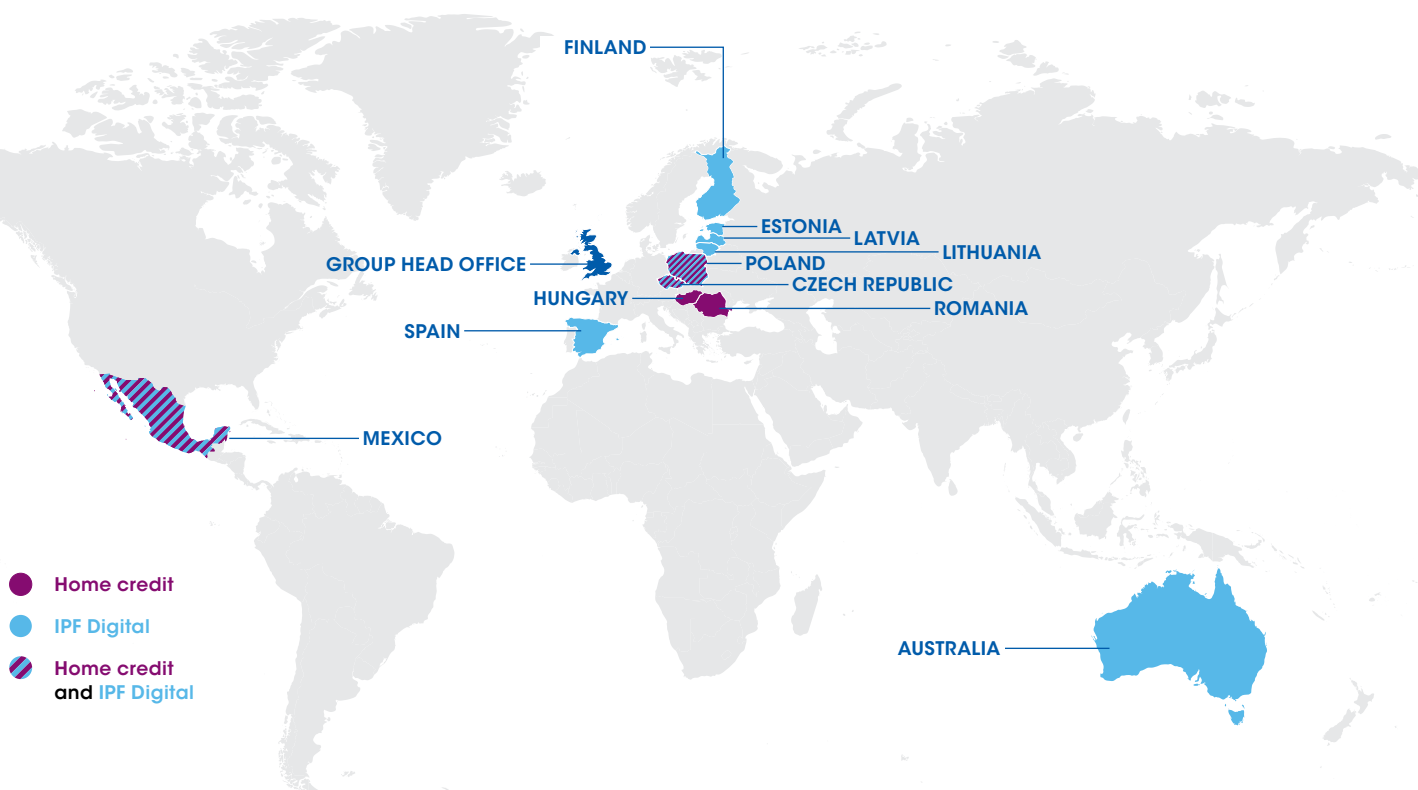 FINLAND
ESTONIA
LATVIA
LITHUANIA
GROUP HEAD OFFICE
POLAND
CZECH REPUBLIC
HUNGARY
ROMANIA
SPAIN
MEXICO
Home credit
IPF Digital
Home credit
and IPF Digital
AUSTRALIA